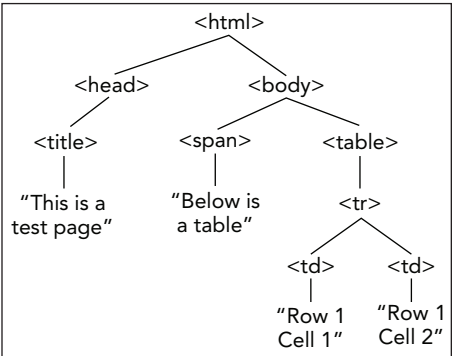 <html>
<head> <body>
<title> <span> <table>
“This is a “Below is <tr>
test page” a table”
<td> <td>
“Row 1 “Row 1
Cell 1” Cell 2”